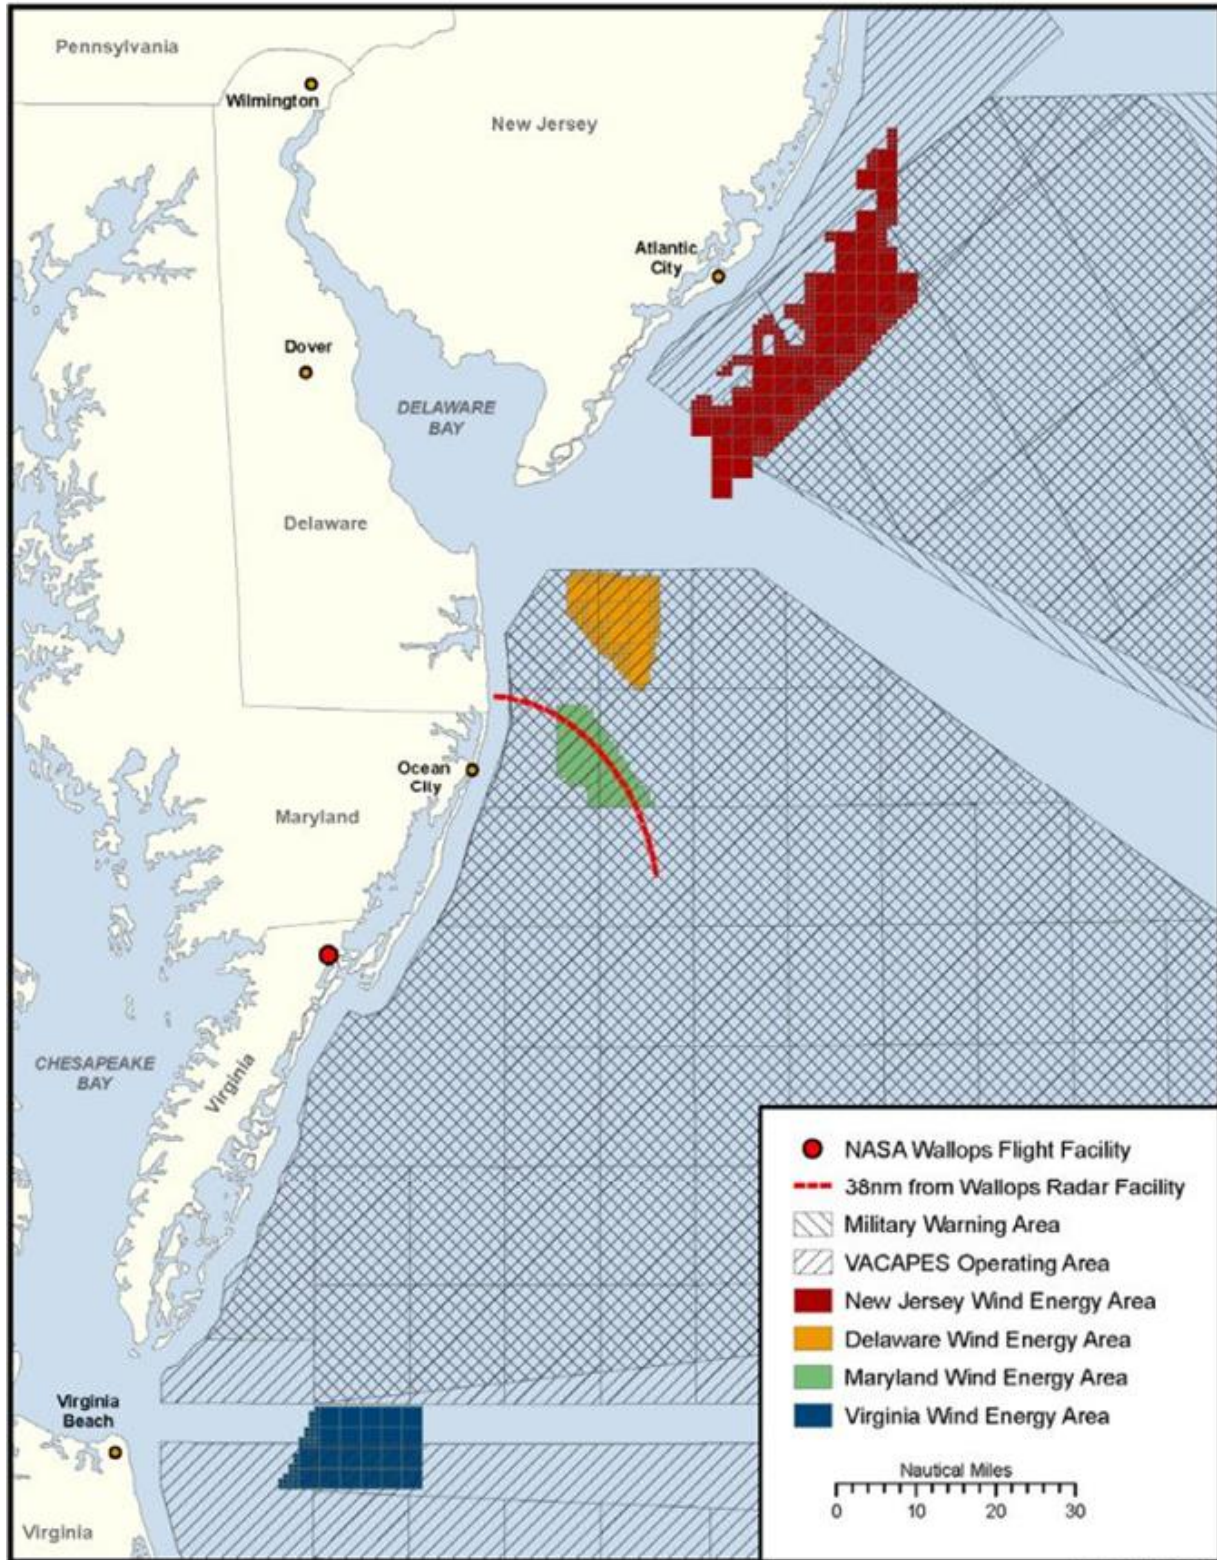 Pennsylvania
Wilmington
New Jersey
Atlantic
City
Dover
DELAWARE
BAY
Delaware
Ocean
City
Maryland
CHESAPEAKE
BAY
Virginia
NASA Wallops Flight Facility
38nm from Wallops Radar Facility
Military Warning Area
VACAPES Operating Area
New Jersey Wind Energy Area
Delaware Wind Energy Area
Maryland Wind Energy Area
Virginia Wind Energy Area
Virginia
Beach
Nautical Miles
0 10 20 30
Virginia